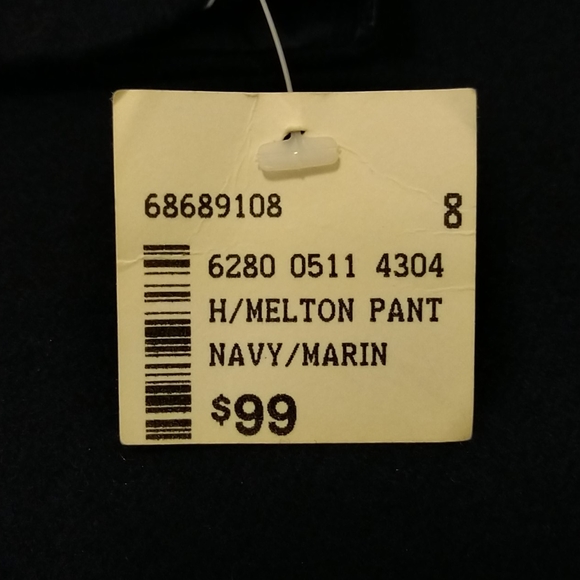 68689108 8
6280 0511 4304
H/MELTON PANT
NAVY/MARIN
$99